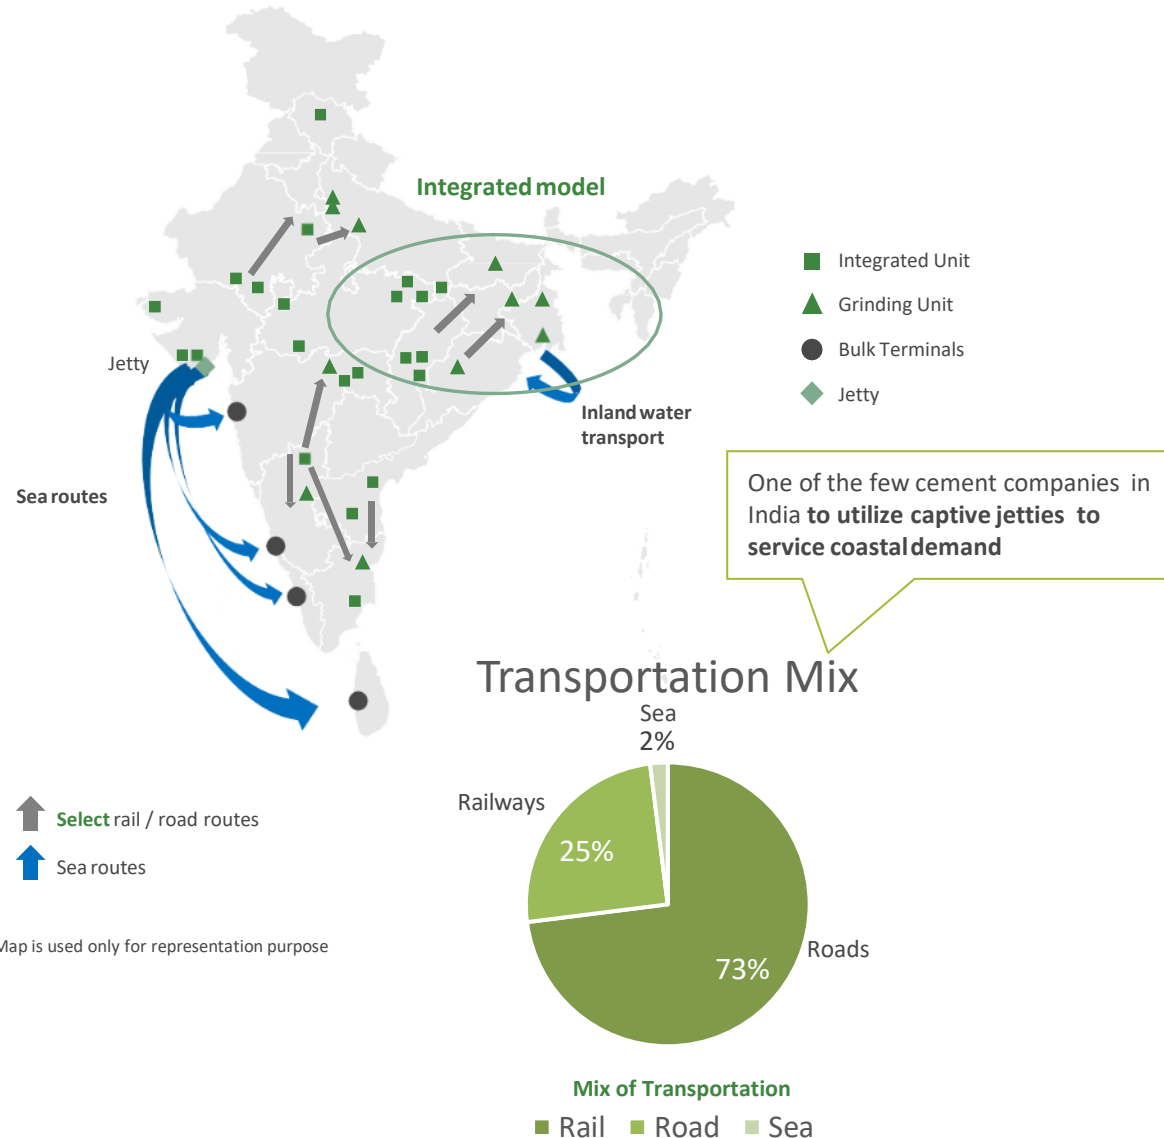 Integrated model
Integrated Unit
Grinding Unit
Bulk Terminals
Jetty
Jetty
Inland water
transport
Sea routes
One of the few cement companies in
India to utilize captive jetties to
service coastal demand
Transportation Mix
Sea
2%
Railways
25%
Select rail / road routes
Sea routes
Map is used only for representation purpose
Roads
73%
Mix of Transportation
Rail Road Sea